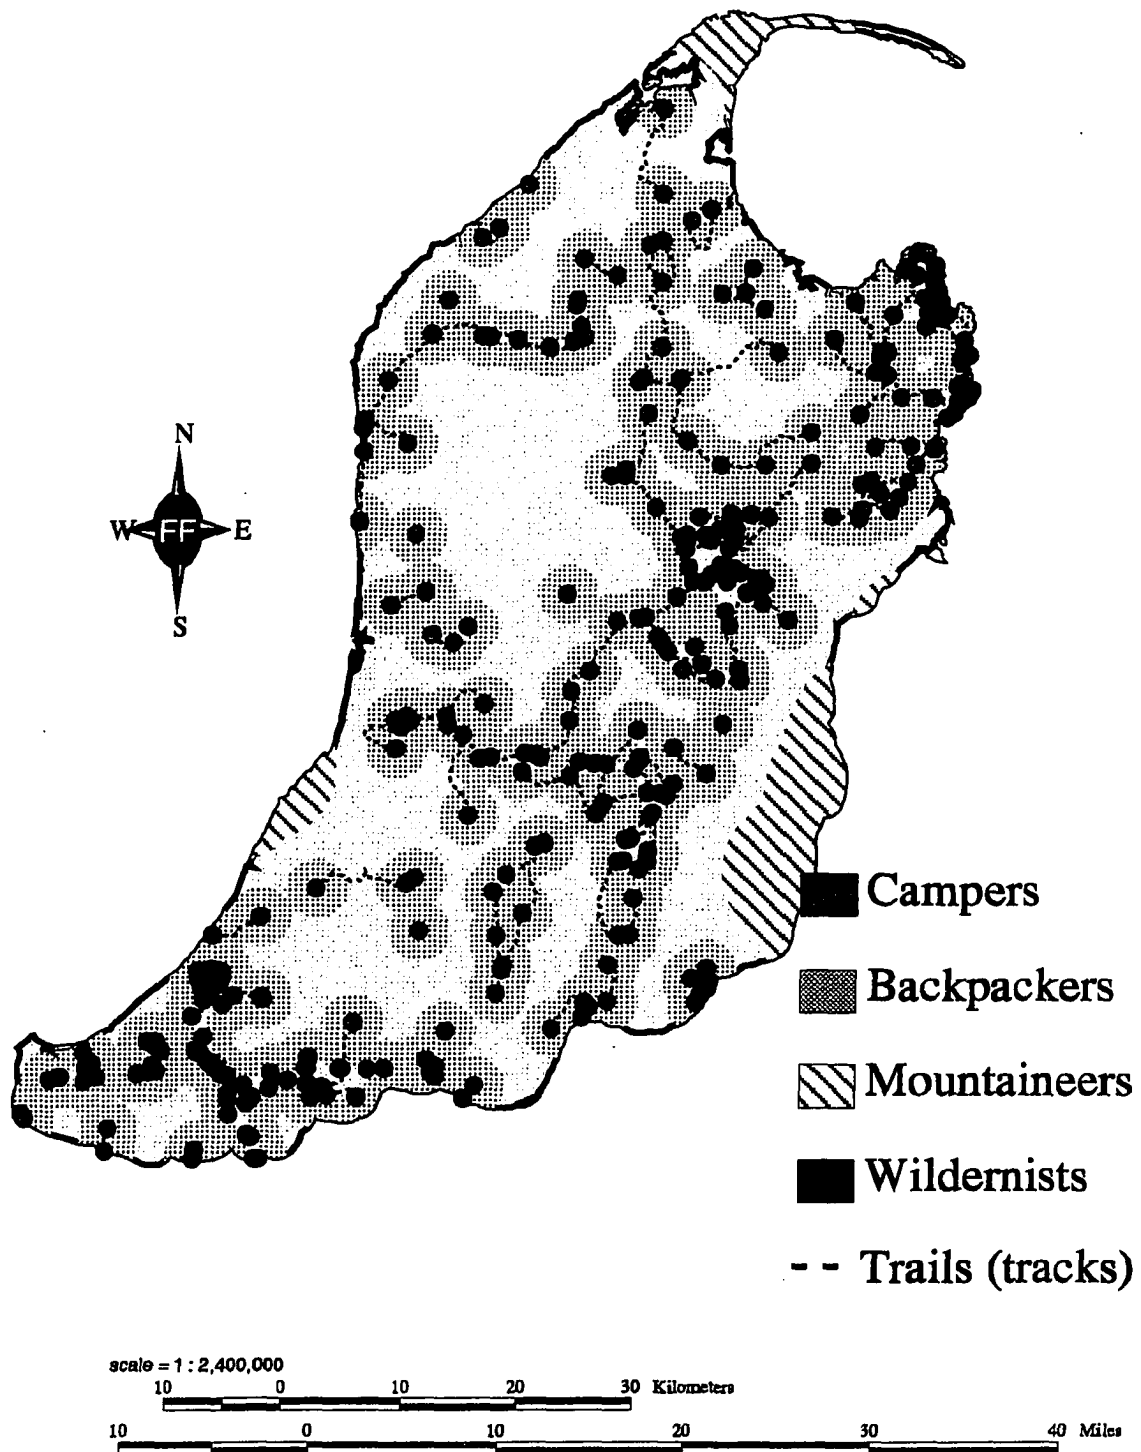 N
W FF E
S
Campers
Backpackers
Mountaineers
Wildernists
Trails (tracks)
scale = 1 : 2,400,000
10 0 10 20 30 Kilometers
10 0 10 20 30 40 Miles